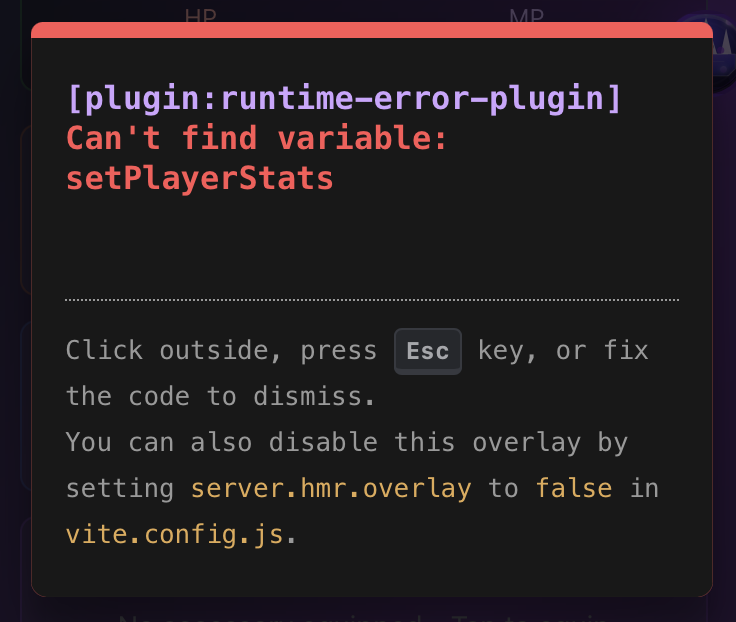 HP MP
[plugin:runtime-error-plugin]
Can't find variable:
setPlayerStats
Click outside, press Esc key, or fix
the code to dismiss.
You can also disable this overlay by
setting server.hmr.overlay to false in
vite.config.js.